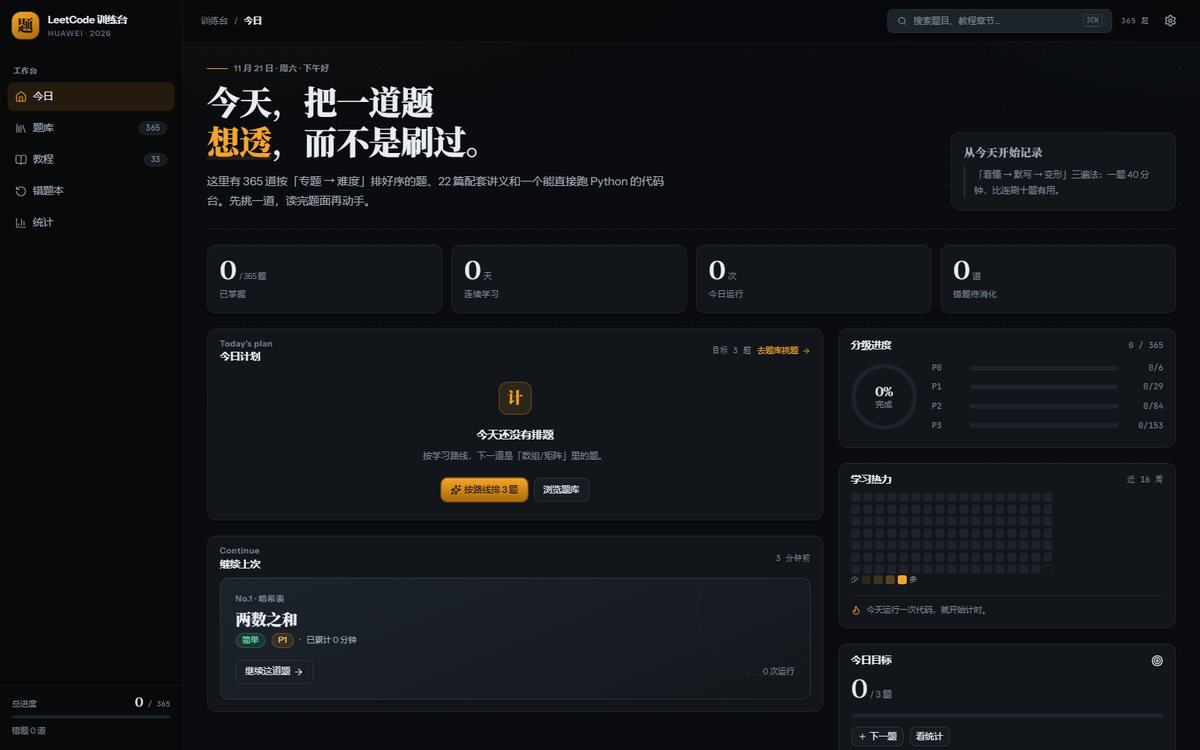 题
LeetCode 训练台
HUAWEI · 2026
工作台
今日
题库 365
教程 33
错题本
统计
总进度 0 / 365
错题 0 道
训练台 / 今日
搜索题目、教程章节… ⌘K
365 题
11 月 21 日 · 周六 · 下午好
今天，把一道题
想透，而不是刷过。
这里有 365 道按「专题 → 难度」排好序的题、22 篇配套讲义和一个能直接跑 Python 的代码
台。先挑一道，读完题面再动手。
从今天开始记录
「看懂 → 默写 → 变形」三遍法：一题 40 分
钟，比连刷十题有用。
0 / 365 题
已掌握
0 天
连续学习
0 次
今日运行
0 道
错题待消化
Today's plan
今日计划
目标 3 题 去题库挑题 →
计
今天还没有排题
按学习路线，下一道是「数组/矩阵」里的题。
按路线排 3 题
浏览题库
Continue
继续上次
3 分钟前
No.1 · 哈希表
两数之和
简单 P1 · 已累计 0 分钟
继续这道题 →
0 次运行
分级进度 0 / 365
0%
完成
P0 0/6
P1 0/29
P2 0/84
P3 0/153
学习热力 近 16 周
少 多
今天运行一次代码，就开始计时。
今日目标
0 / 3 题
+ 下一题
看统计